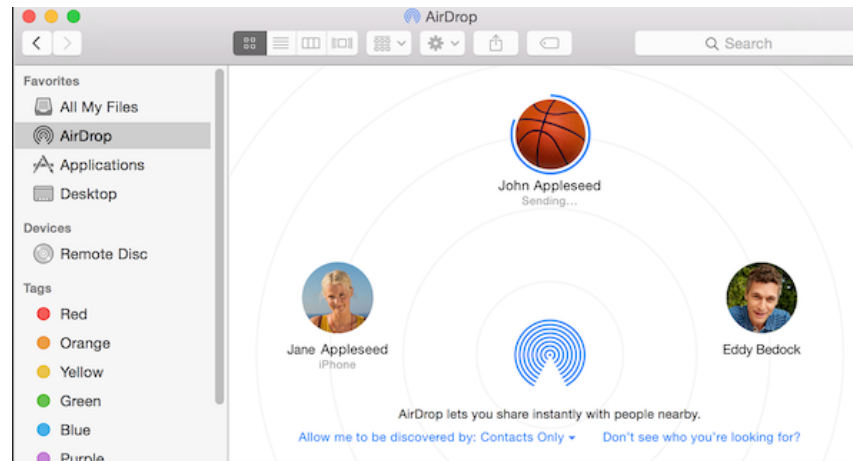 AirDrop
Search
Favorites
All My Files
AirDrop
Applications
Desktop
Devices
Remote Disc
Tags
Red
Orange
Yellow
Green
Blue
Purple
John Appleseed
Sending...
Jane Appleseed
iPhone
Eddy Bedock
AirDrop lets you share instantly with people nearby.
Allow me to be discovered by: Contacts Only
Don't see who you're looking for?